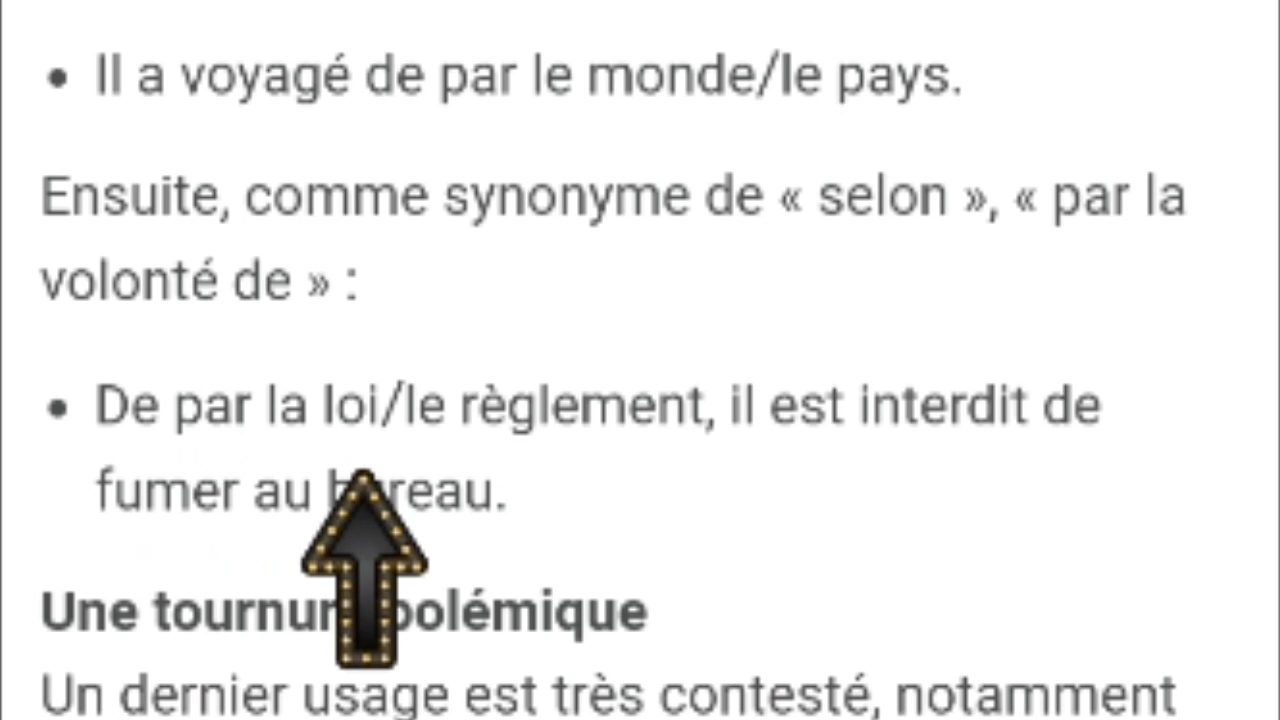 • Il a voyagé de par le monde/le pays.
Ensuite, comme synonyme de « selon », « par la
volonté de » :
• De par la loi/le règlement, il est interdit de
fumer au
Une polémique
Un dernier usage est très contesté, notamment